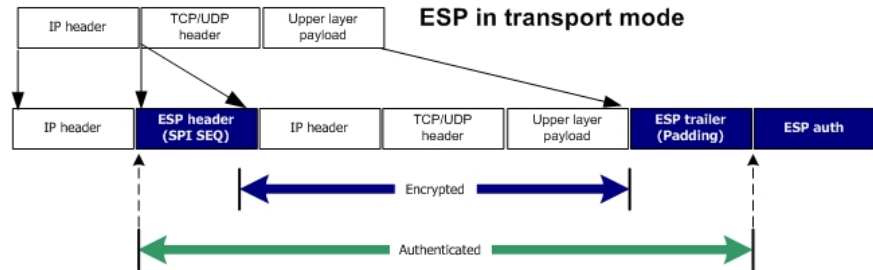 ESP in transport mode
IP header
TCP/UDP
header
Upper layer
payload
IP header
ESP header
(SPI SEQ)
IP header
TCP/UDP
header
Upper layer
payload
ESP trailer
(Padding)
ESP auth
Encrypted
Authenticated